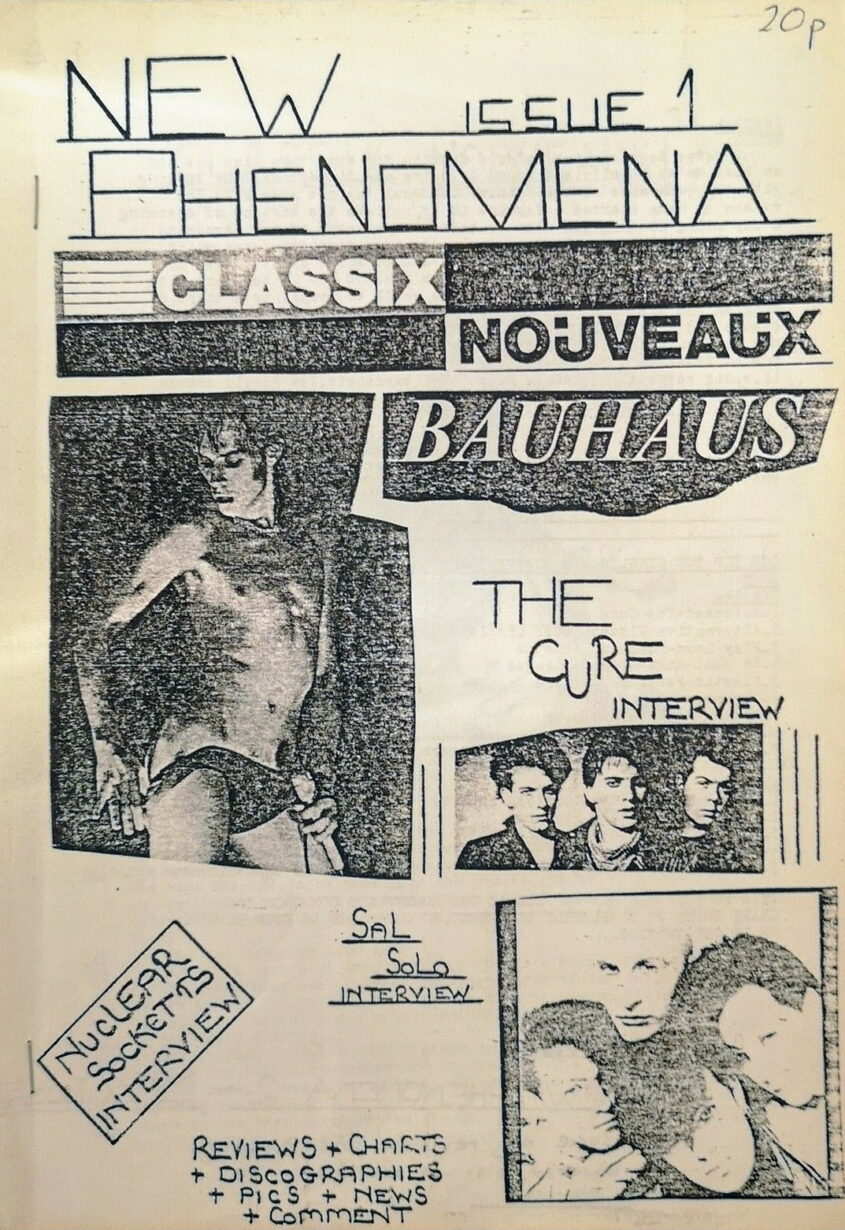 20p
NEW ISSUE 1
PHENOMENA
CLASSIX
NOUVEAUX
BAUHAUS
THE
CURE
INTERVIEW
SAL
SOLO
INTERVIEW
NUCLEAR
SOCKETTS
INTERVIEW
REVIEWS + CHARTS
+ DISCOGRAPHIES
+ PICS + NEWS
+ COMMENT